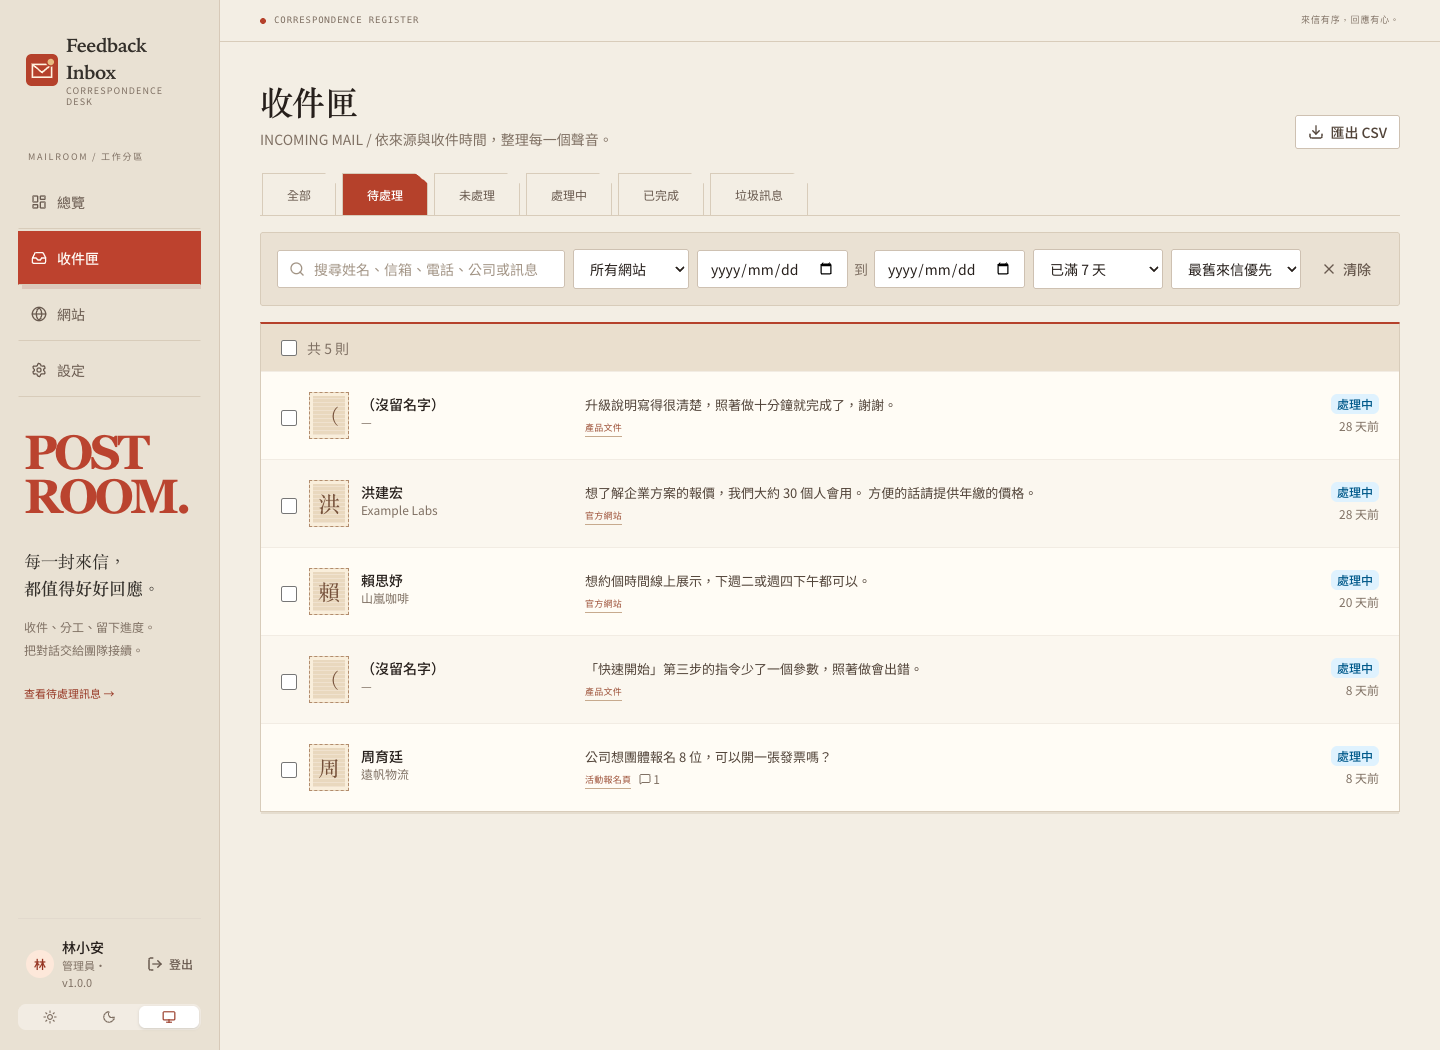 Feedback
Inbox
CORRESPONDENCE
DESK
MAILROOM / 工作分區
總覽
收件匣
網站
設定
POST
ROOM.
每一封來信，
都值得好好回應。
收件、分工、留下進度。
把對話交給團隊接續。
查看待處理訊息 →
林
林小安
管理員・
v1.0.0
登出
CORRESPONDENCE REGISTER
來信有序，回應有心。
收件匣
INCOMING MAIL / 依來源與收件時間，整理每一個聲音。
匯出 CSV
全部
待處理
未處理
處理中
已完成
垃圾訊息
搜尋姓名、信箱、電話、公司或訊息
所有網站
yyyy/mm/dd
到
yyyy/mm/dd
已滿 7 天
最舊來信優先
清除
共 5 則
（
（沒留名字）
—
升級說明寫得很清楚，照著做十分鐘就完成了，謝謝。
產品文件
處理中
28 天前
洪
洪建宏
Example Labs
想了解企業方案的報價，我們大約 30 個人會用。 方便的話請提供年繳的價格。
官方網站
處理中
28 天前
賴
賴思妤
山嵐咖啡
想約個時間線上展示，下週二或週四下午都可以。
官方網站
處理中
20 天前
（
（沒留名字）
—
「快速開始」第三步的指令少了一個參數，照著做會出錯。
產品文件
處理中
8 天前
周
周育廷
遠帆物流
公司想團體報名 8 位，可以開一張發票嗎？
活動報名頁
1
處理中
8 天前